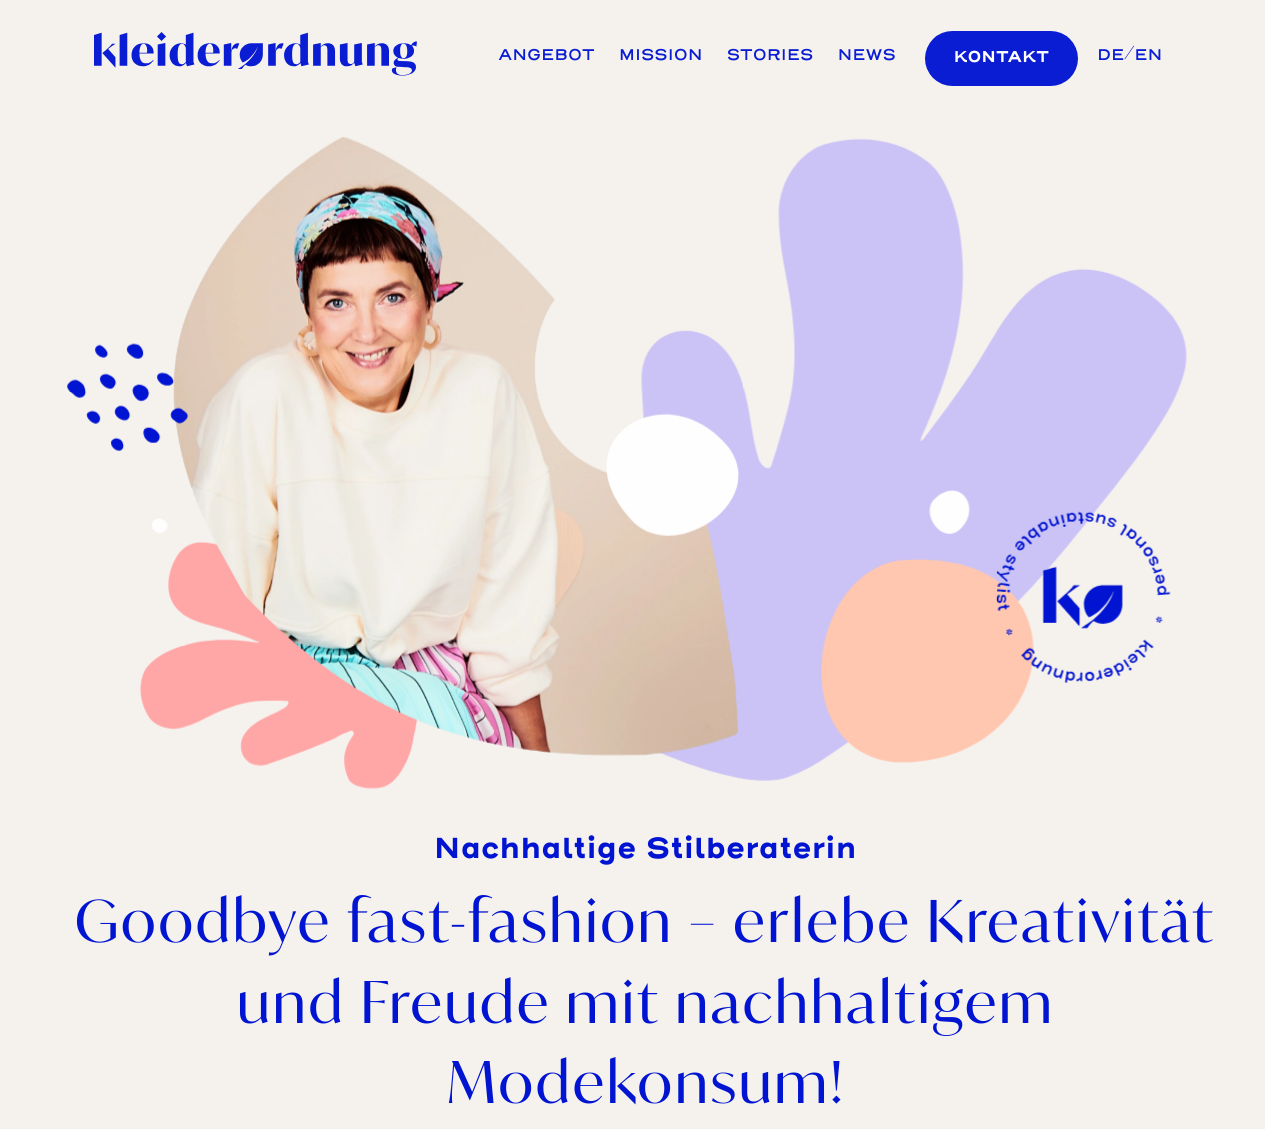 kleiderordnung
ANGEBOT MISSION STORIES NEWS KONTAKT DE/EN
personal sustainable stylist * kleiderordnung *
ko
Nachhaltige Stilberaterin
Goodbye fast-fashion – erlebe Kreativität
und Freude mit nachhaltigem
Modekonsum!